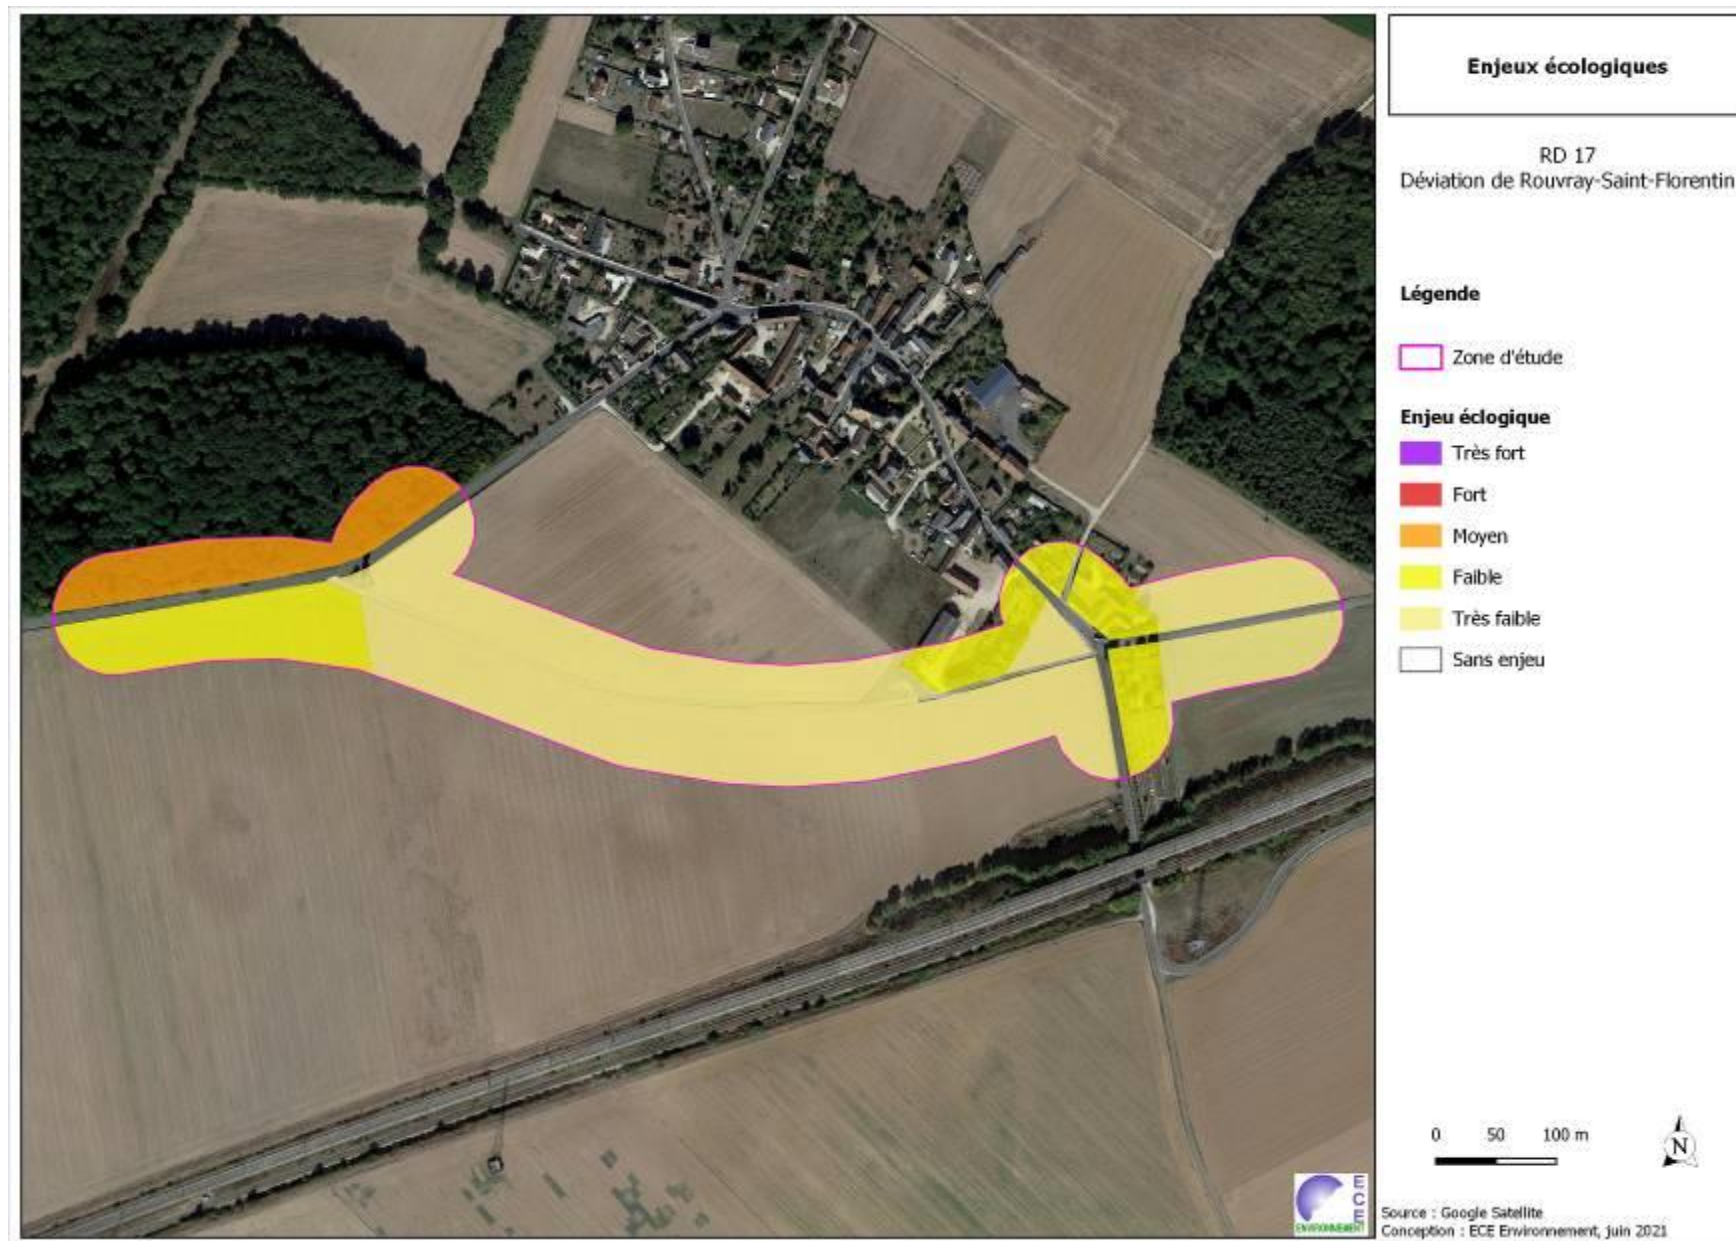 Enjeux écologiques
RD 17
Déviation de Rouvray-Saint-Florentin
Légende
Zone d'étude
Enjeu éclogique
Très fort
Fort
Moyen
Faible
Très faible
Sans enjeu
0 50 100 m
N
ECE
ENVIRONNEMENT
Source : Google Satellite
Conception : ECE Environnement, juin 2021